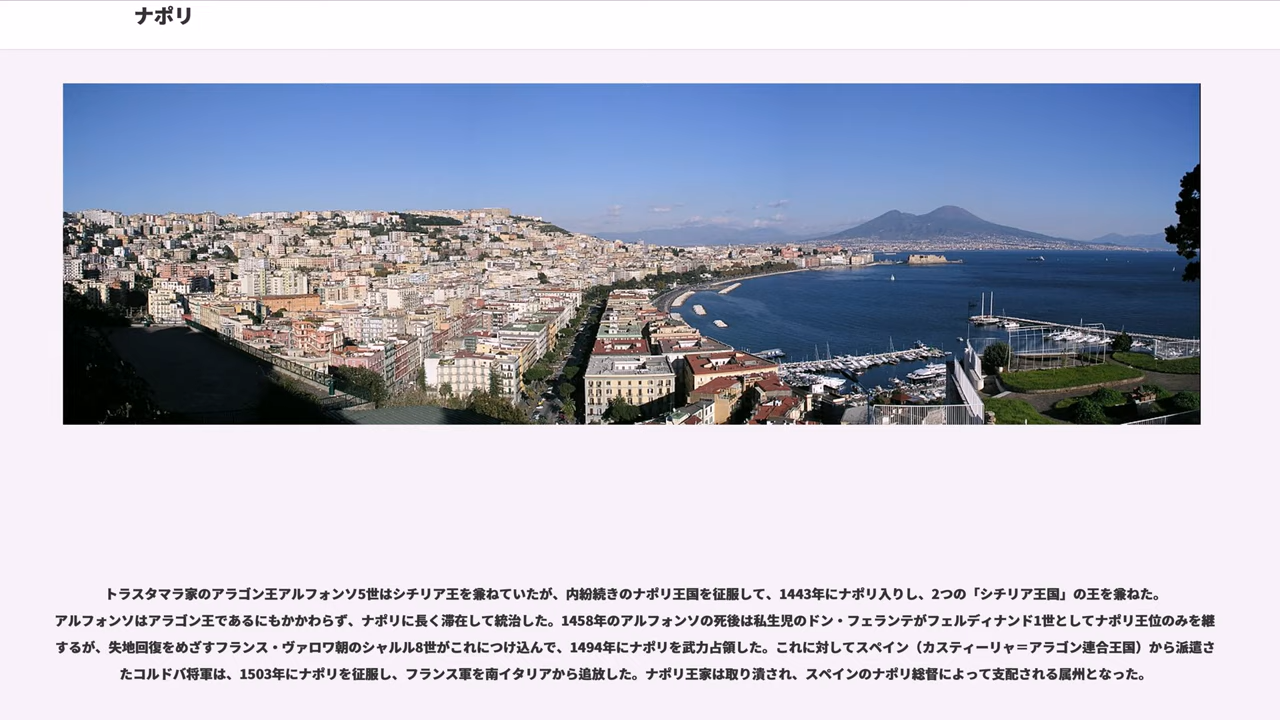 ナポリ
トラスタマラ家のアラゴン王アルフォンソ5世はシチリア王を兼ねていたが、内紛続きのナポリ王国を征服して、1443年にナポリ入りし、2つの「シチリア王国」の王を兼ねた。
アルフォンソはアラゴン王であるにもかかわらず、ナポリに長く滞在して統治した。1458年のアルフォンソの死後は私生児のドン・フェランテがフェルディナンド1世としてナポリ王位のみを継
するが、失地回復をめざすフランス・ヴァロワ朝のシャルル8世がこれにつけ込んで、1494年にナポリを武力占領した。これに対してスペイン（カスティーリャ＝アラゴン連合王国）から派遣さ
たコルドバ将軍は、1503年にナポリを征服し、フランス軍を南イタリアから追放した。ナポリ王家は取り潰され、スペインのナポリ総督によって支配される属州となった。